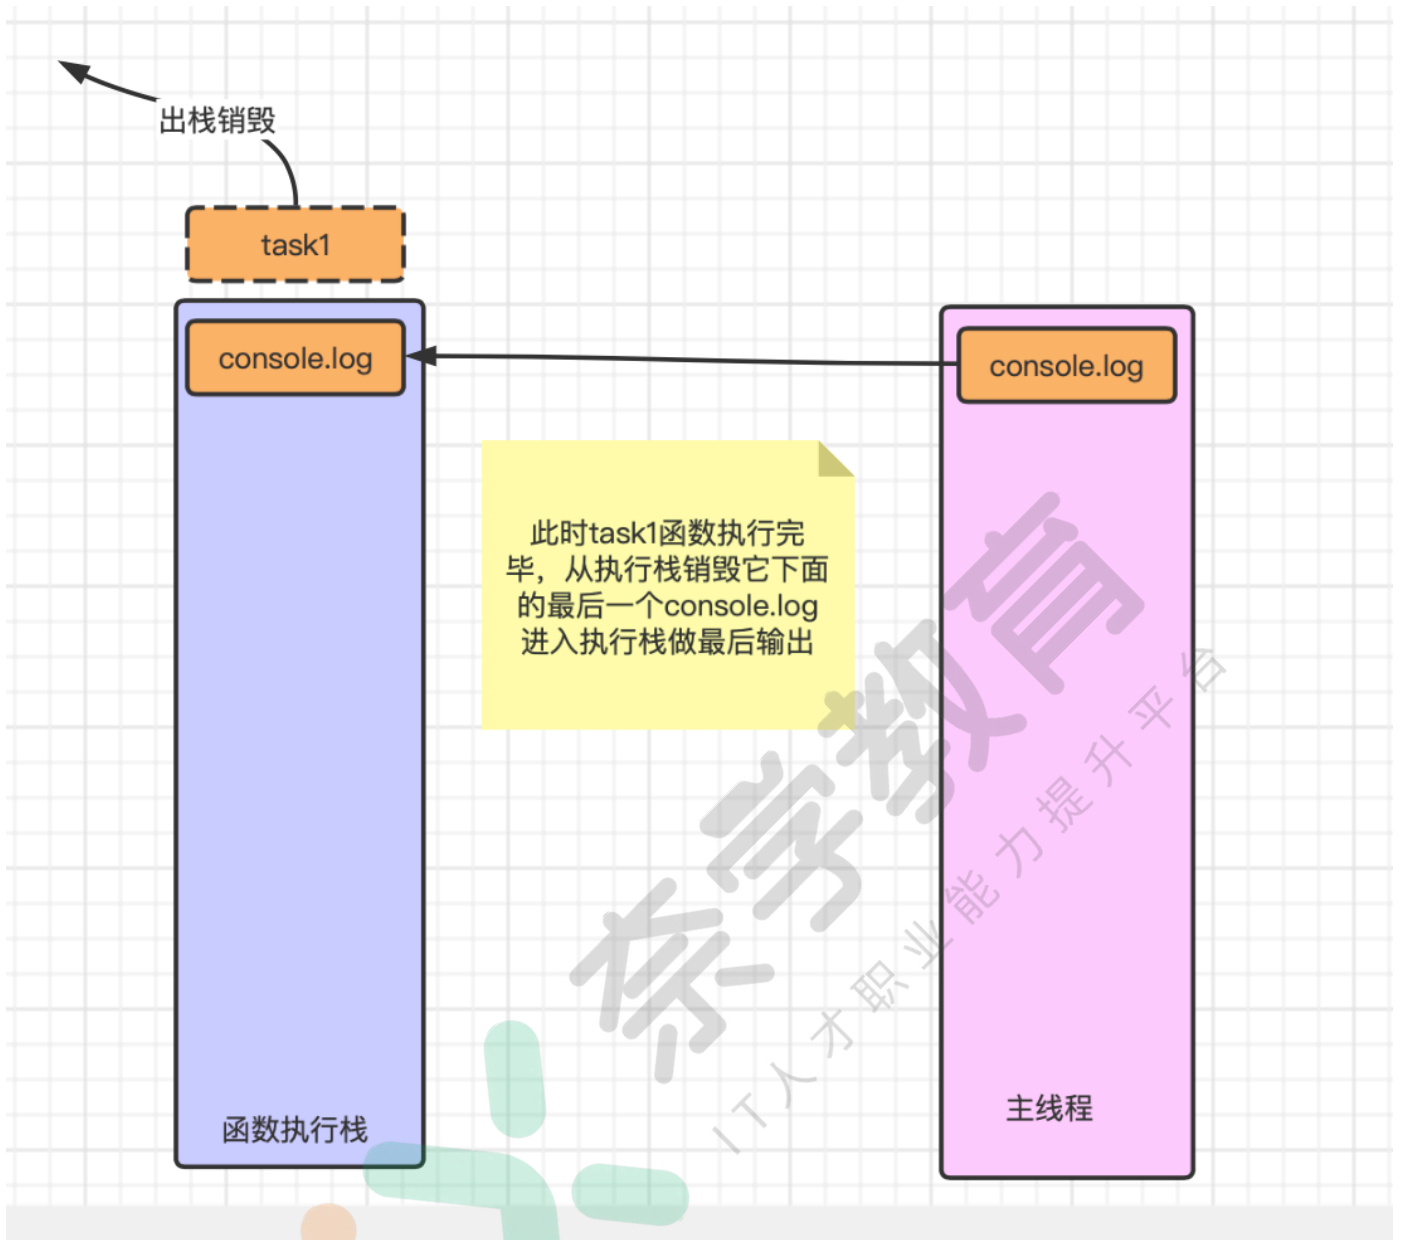 出栈销毁
task1
console.log
console.log
此时task1函数执行完
毕，从执行栈销毁它下面
的最后一个console.log
进入执行栈做最后输出
函数执行栈
主线程
奈学教育
IT人才职业能力提升平台